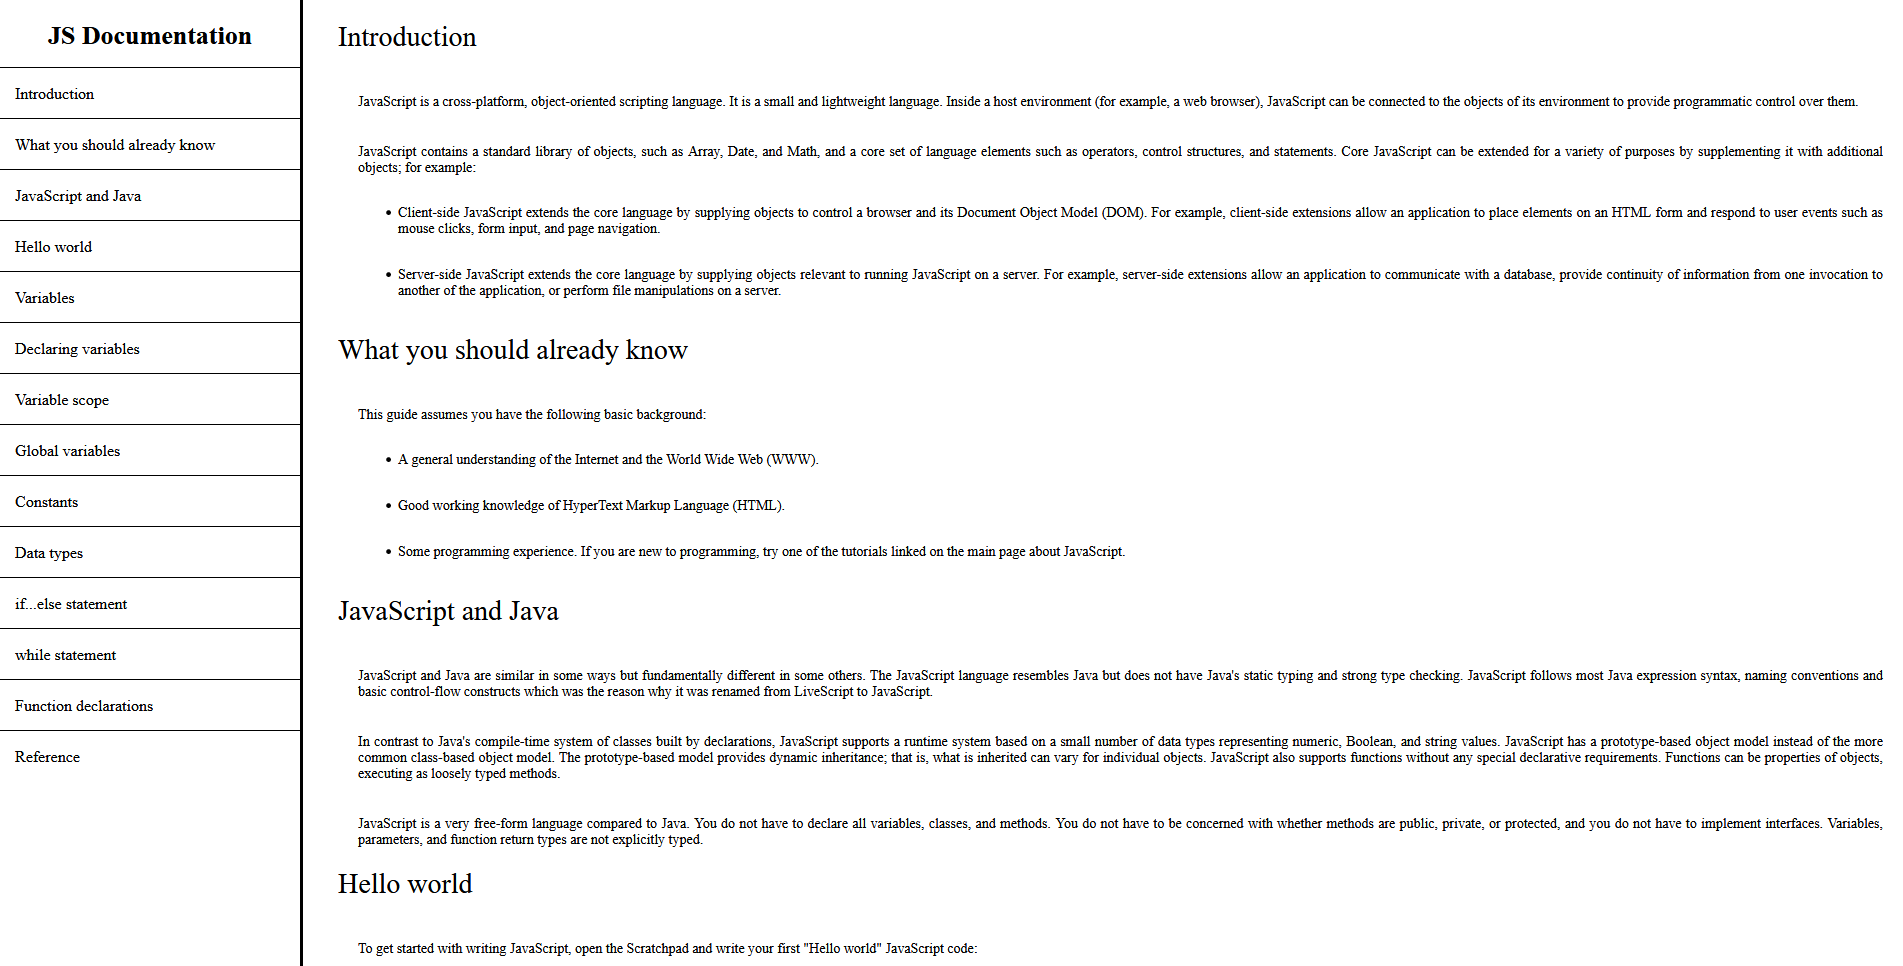 JS Documentation
Introduction
What you should already know
JavaScript and Java
Hello world
Variables
Declaring variables
Variable scope
Global variables
Constants
Data types
if...else statement
while statement
Function declarations
Reference
Introduction
JavaScript is a cross-platform, object-oriented scripting language. It is a small and lightweight language. Inside a host environment (for example, a web browser), JavaScript can be connected to the objects of its environment to provide programmatic control over them.
JavaScript contains a standard library of objects, such as Array, Date, and Math, and a core set of language elements such as operators, control structures, and statements. Core JavaScript can be extended for a variety of purposes by supplementing it with additional
objects; for example:
• Client-side JavaScript extends the core language by supplying objects to control a browser and its Document Object Model (DOM). For example, client-side extensions allow an application to place elements on an HTML form and respond to user events such as
mouse clicks, form input, and page navigation.
• Server-side JavaScript extends the core language by supplying objects relevant to running JavaScript on a server. For example, server-side extensions allow an application to communicate with a database, provide continuity of information from one invocation to
another of the application, or perform file manipulations on a server.
What you should already know
This guide assumes you have the following basic background:
• A general understanding of the Internet and the World Wide Web (WWW).
• Good working knowledge of HyperText Markup Language (HTML).
• Some programming experience. If you are new to programming, try one of the tutorials linked on the main page about JavaScript.
JavaScript and Java
JavaScript and Java are similar in some ways but fundamentally different in some others. The JavaScript language resembles Java but does not have Java's static typing and strong type checking. JavaScript follows most Java expression syntax, naming conventions and
basic control-flow constructs which was the reason why it was renamed from LiveScript to JavaScript.
In contrast to Java's compile-time system of classes built by declarations, JavaScript supports a runtime system based on a small number of data types representing numeric, Boolean, and string values. JavaScript has a prototype-based object model instead of the more
common class-based object model. The prototype-based model provides dynamic inheritance; that is, what is inherited can vary for individual objects. JavaScript also supports functions without any special declarative requirements. Functions can be properties of objects,
executing as loosely typed methods.
JavaScript is a very free-form language compared to Java. You do not have to declare all variables, classes, and methods. You do not have to be concerned with whether methods are public, private, or protected, and you do not have to implement interfaces. Variables,
parameters, and function return types are not explicitly typed.
Hello world
To get started with writing JavaScript, open the Scratchpad and write your first "Hello world" JavaScript code: